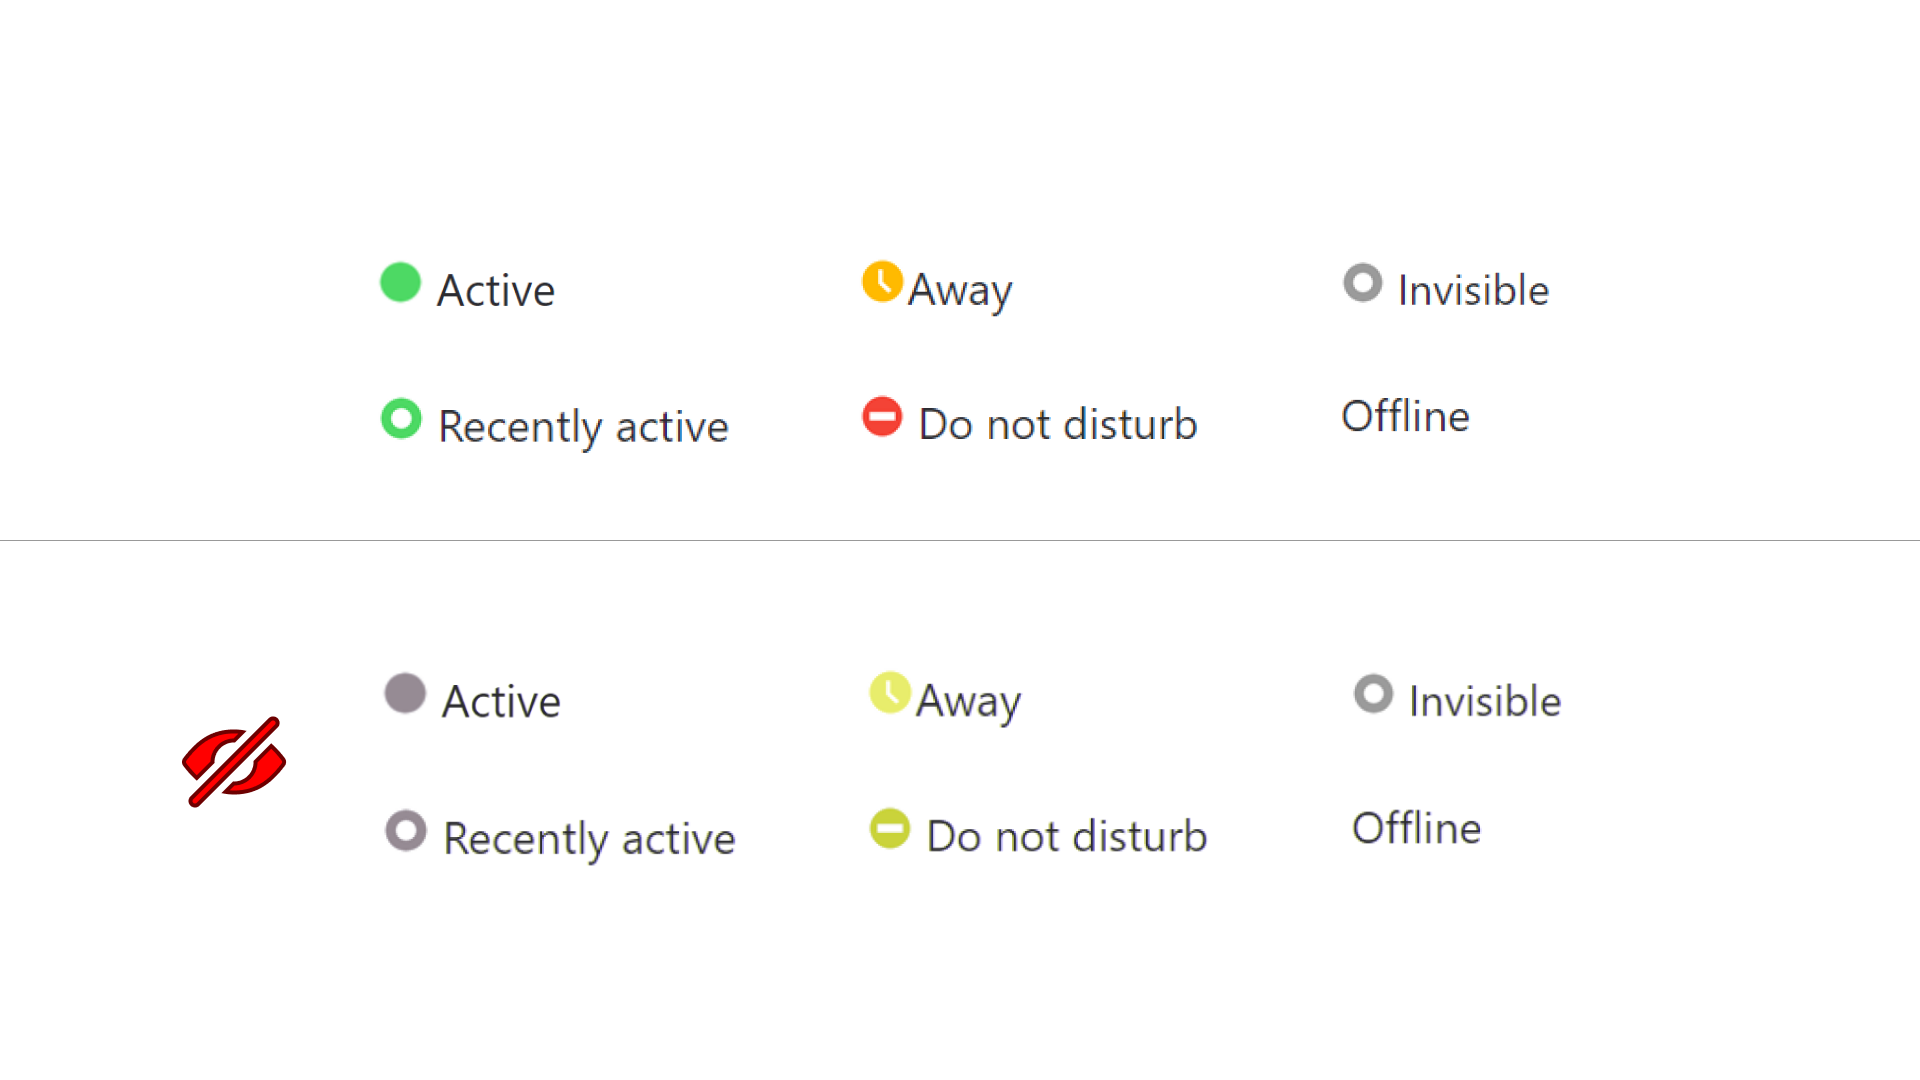 Active
Away
Invisible
Recently active
Do not disturb
Offline
Active
Away
Invisible
Recently active
Do not disturb
Offline